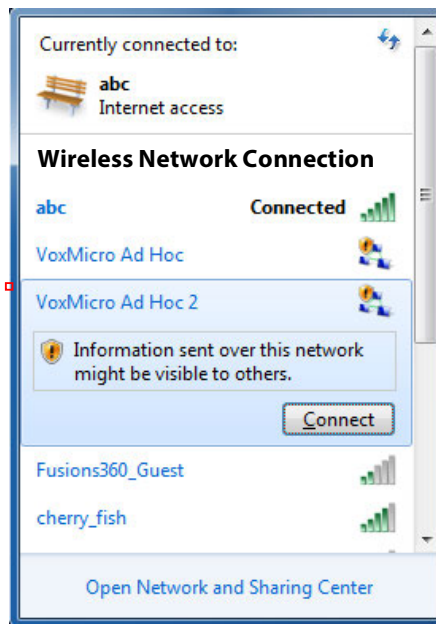 Currently connected to:
abc
Internet access
Wireless Network Connection
abc Connected
VoxMicro Ad Hoc
VoxMicro Ad Hoc 2
Information sent over this network
might be visible to others.
Connect
Fusions360_Guest
cherry_fish
Open Network and Sharing Center